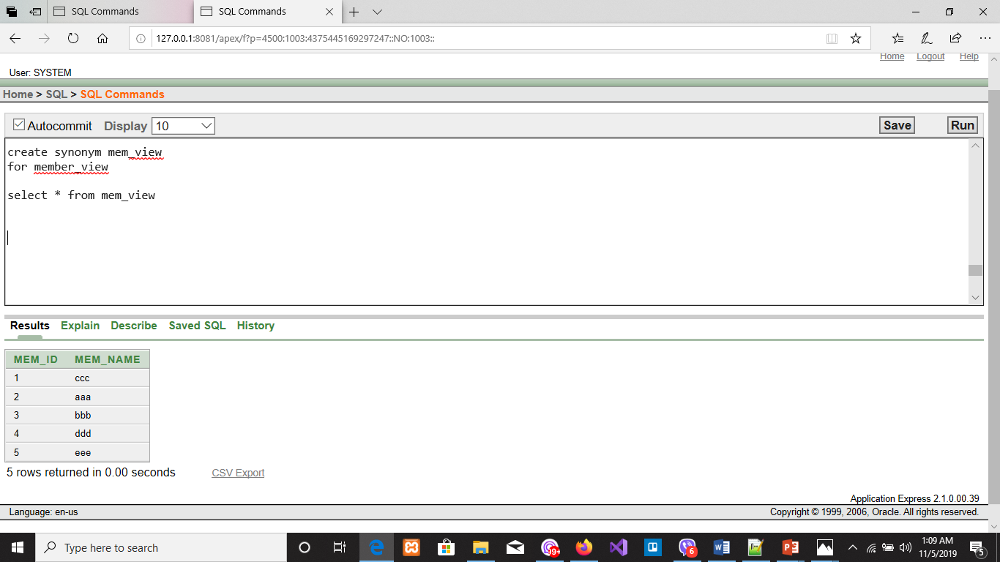 SQL Commands
SQL Commands
127.0.0.1:8081/apex/f?p=4500:1003:4375445169297247::NO:1003::
Home Logout Help
User: SYSTEM
Home > SQL > SQL Commands
Autocommit Display 10 Save Run
create synonym mem_view
for member_view
select * from mem_view
Results Explain Describe Saved SQL History
MEM_ID MEM_NAME
1 ccc
2 aaa
3 bbb
4 ddd
5 eee
5 rows returned in 0.00 seconds CSV Export
Application Express 2.1.0.00.39
Language: en-us Copyright © 1999, 2006, Oracle. All rights reserved.
Type here to search
99+
6
1:09 AM
11/5/2019
5